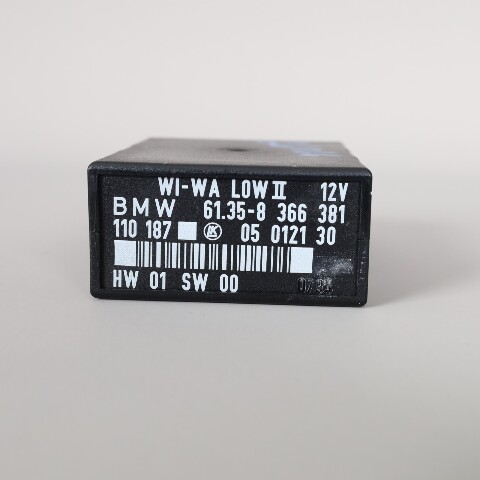 WI-WA LOW II 12V
BMW 61.35-8 366 381
110 187 05 0121 30
HW 01 SW 00